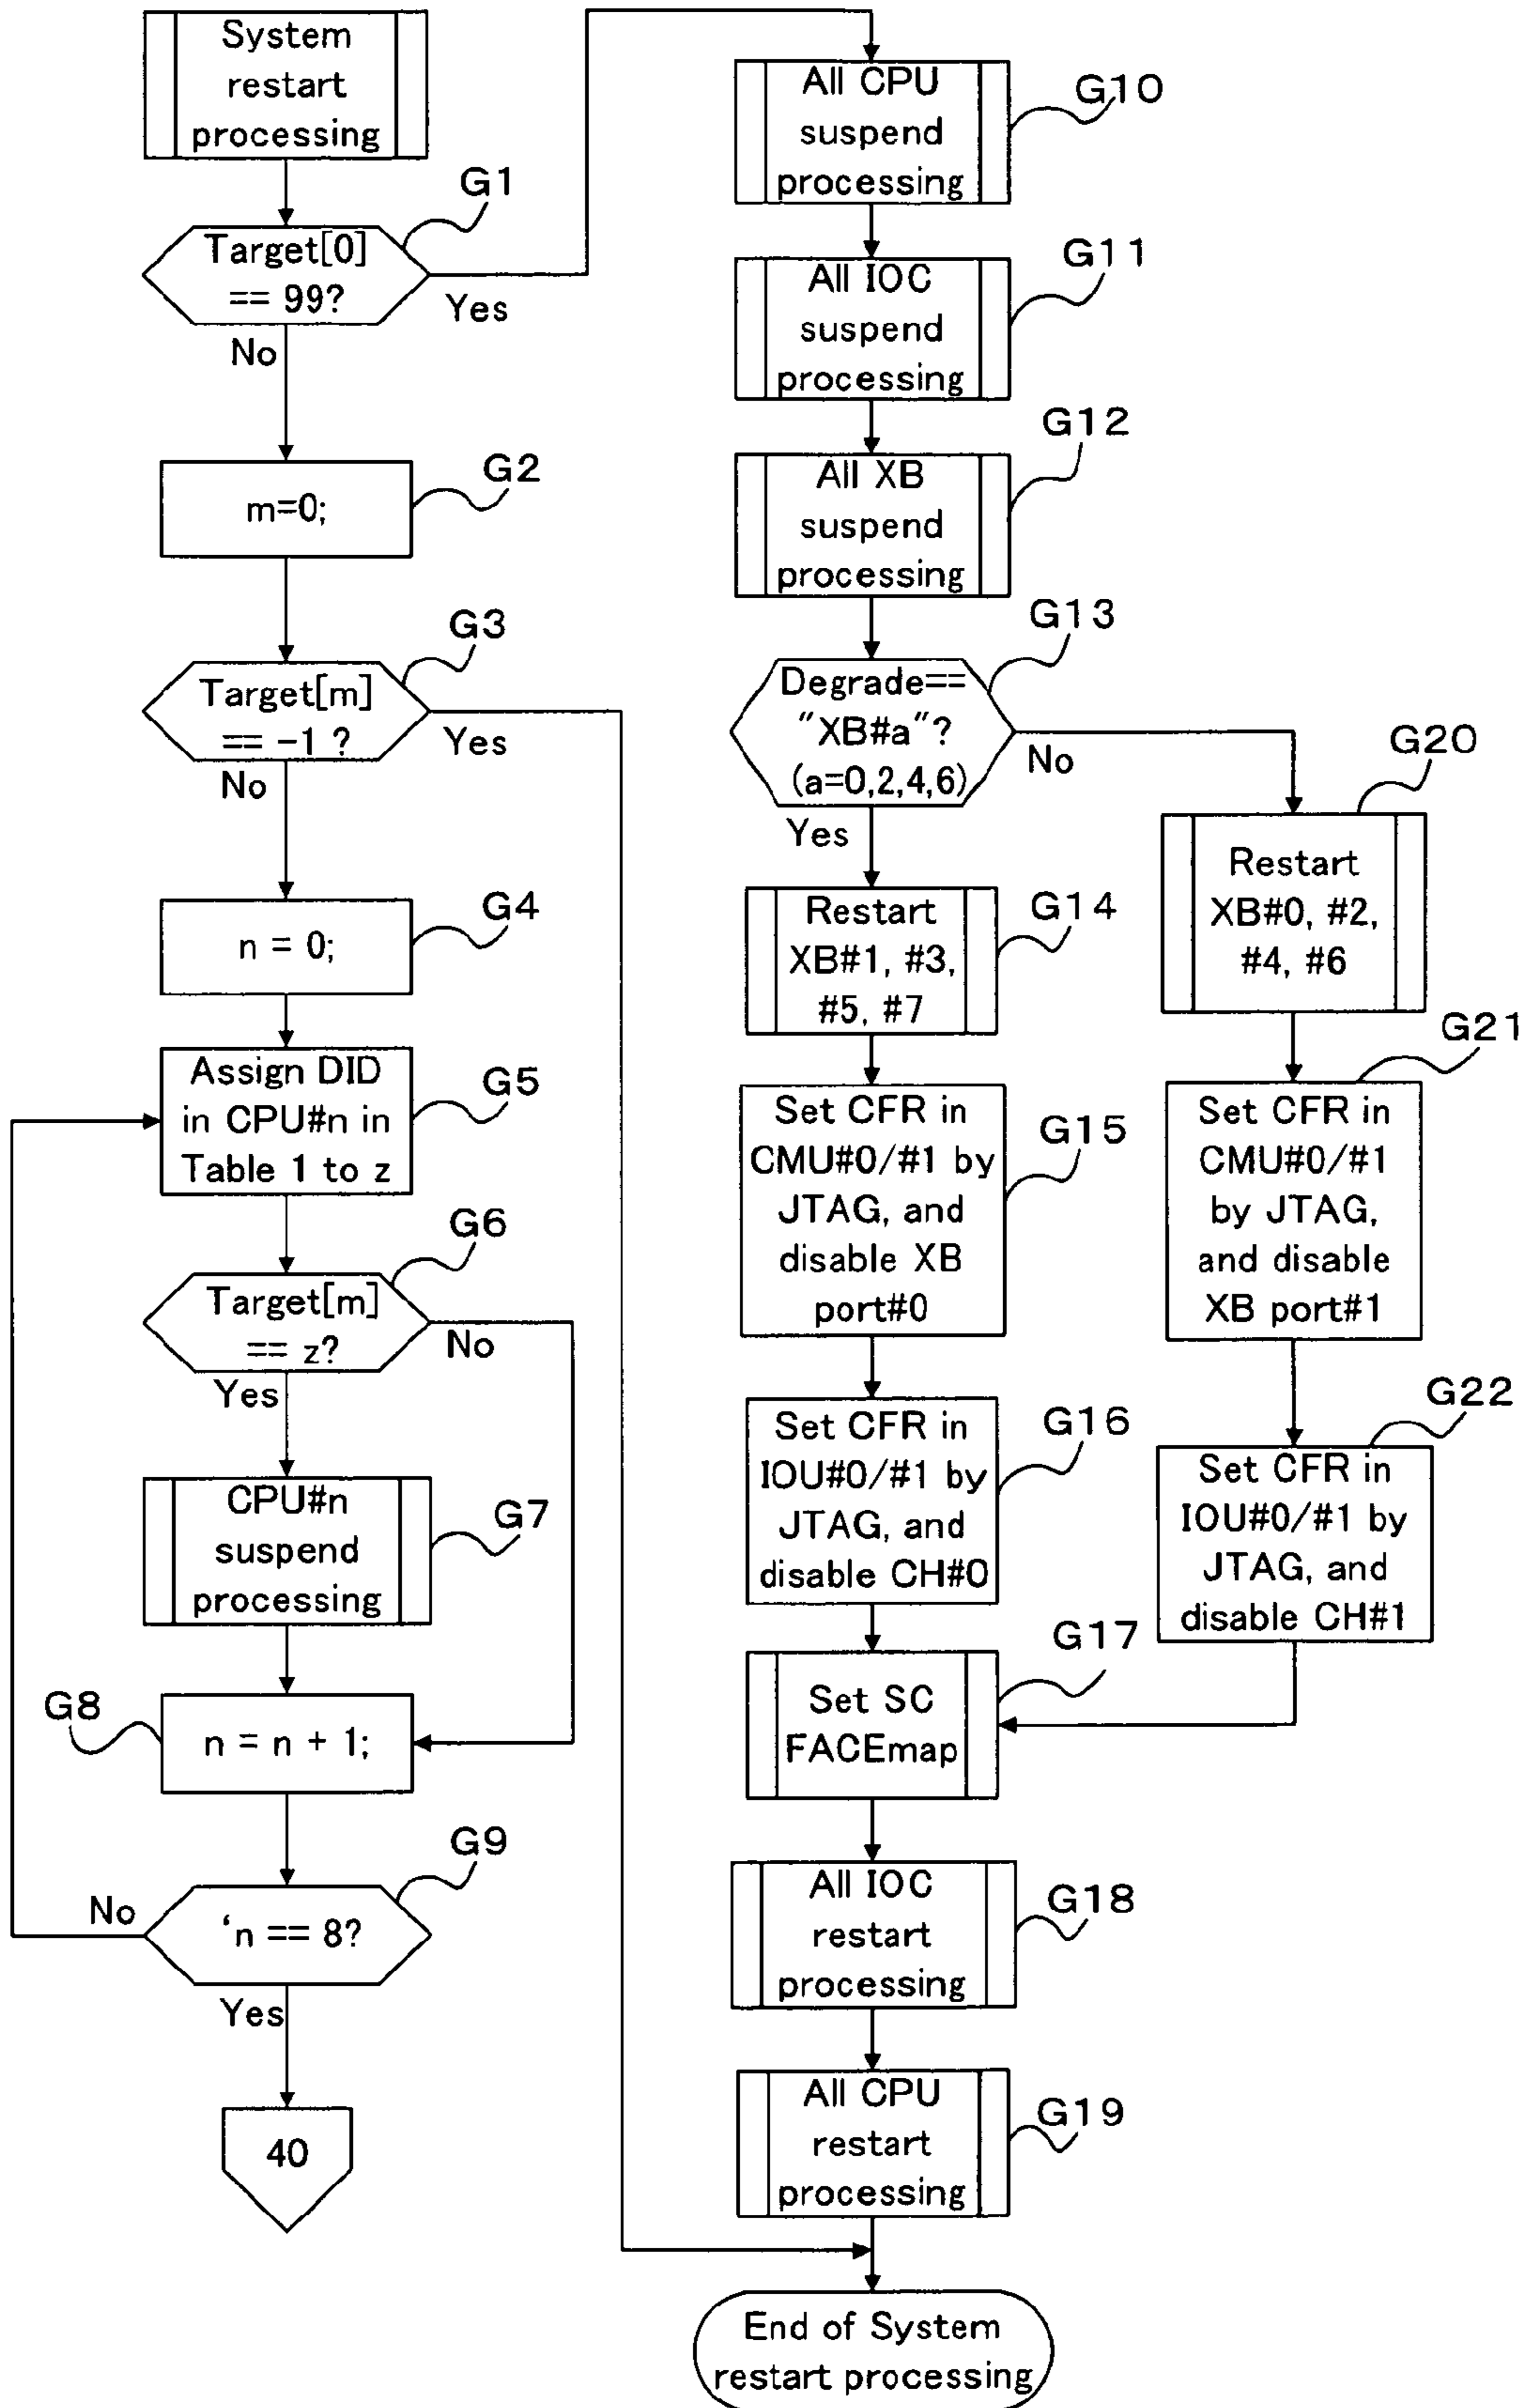 System
restart
processing
G1
Target[0]
== 99?
Yes
No
G2
m=0;
G3
Target[m]
== -1 ?
Yes
No
G4
n = 0;
G5
Assign DID
in CPU#n in
Table 1 to z
G6
Target[m]
== z?
No
Yes
G7
CPU#n
suspend
processing
G8
n = n + 1;
G9
‘n == 8?
No
Yes
40
G10
All CPU
suspend
processing
G11
All IOC
suspend
processing
G12
All XB
suspend
processing
G13
Degrade==
"XB#a"?
(a=0,2,4,6)
No
Yes
G14
Restart
XB#1, #3,
#5, #7
G15
Set CFR in
CMU#0/#1 by
JTAG, and
disable XB
port#0
G16
Set CFR in
IOU#0/#1 by
JTAG, and
disable CH#0
G17
Set SC
FACEmap
G18
All IOC
restart
processing
G19
All CPU
restart
processing
End of System
restart processing
G20
Restart
XB#0, #2,
#4, #6
G21
Set CFR in
CMU#0/#1
by JTAG,
and disable
XB port#1
G22
Set CFR in
IOU#0/#1 by
JTAG, and
disable CH#1